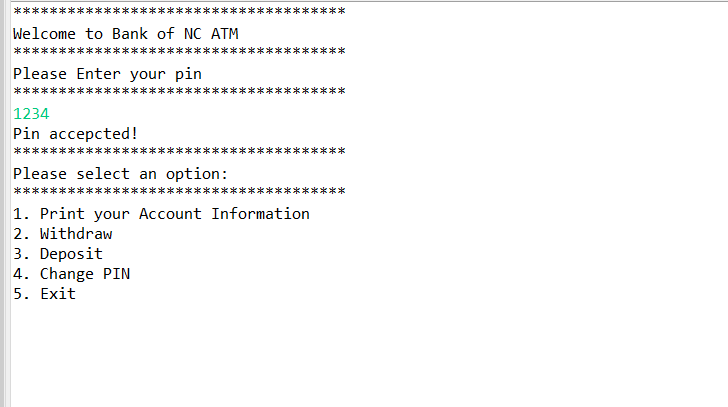 *************************************
Welcome to Bank of NC ATM
*************************************
Please Enter your pin
*************************************
1234
Pin accepcted!
*************************************
Please select an option:
*************************************
1. Print your Account Information
2. Withdraw
3. Deposit
4. Change PIN
5. Exit